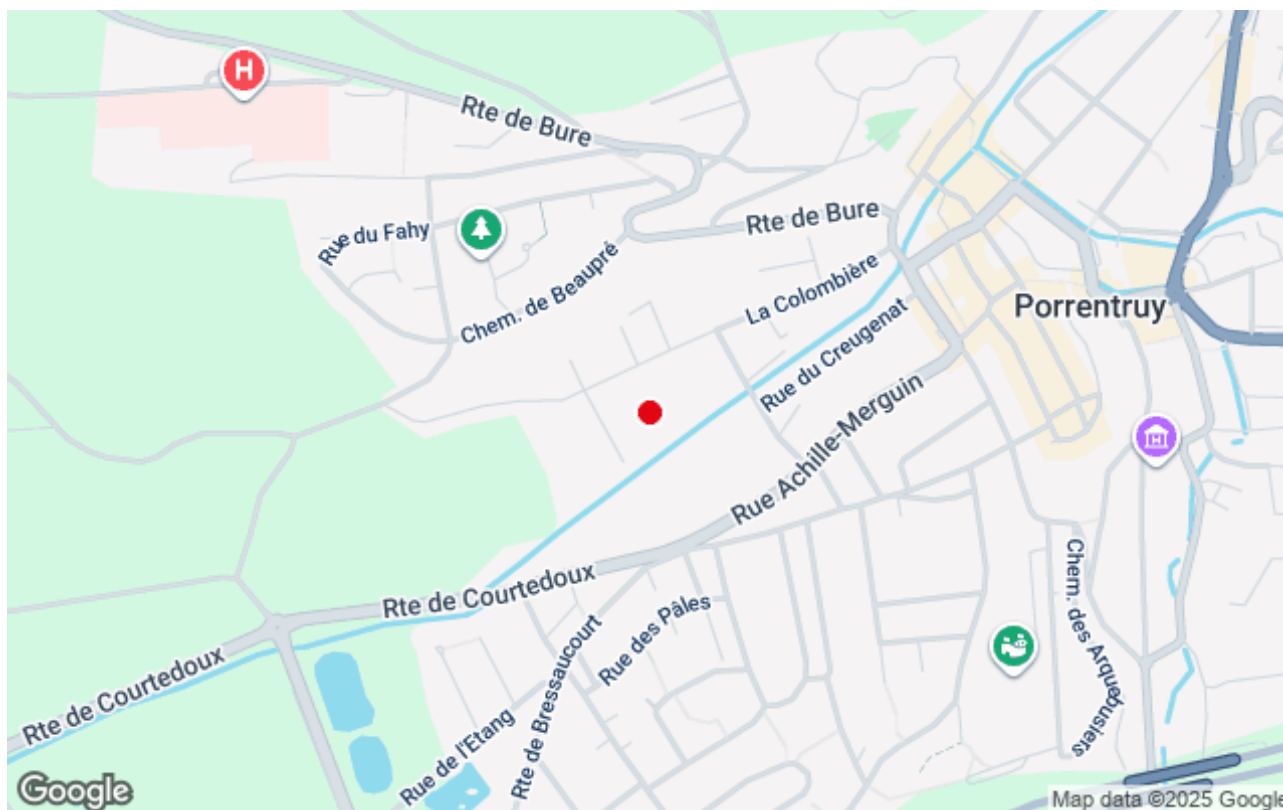 H
Rte de Bure
Rte de Bure
Rue du Fahy
Chem. de Beaupré
La Colombière
Porrentruy
Rue du Creugenat
Rue Achille-Merguin
H
Rte de Courtedoux
Rte de Courtedoux
Rue des Pâles
Rte de Bressaucourt
Rue de l'Etang
Chem. des Arquebusiers
Google
Map data ©2025 Google